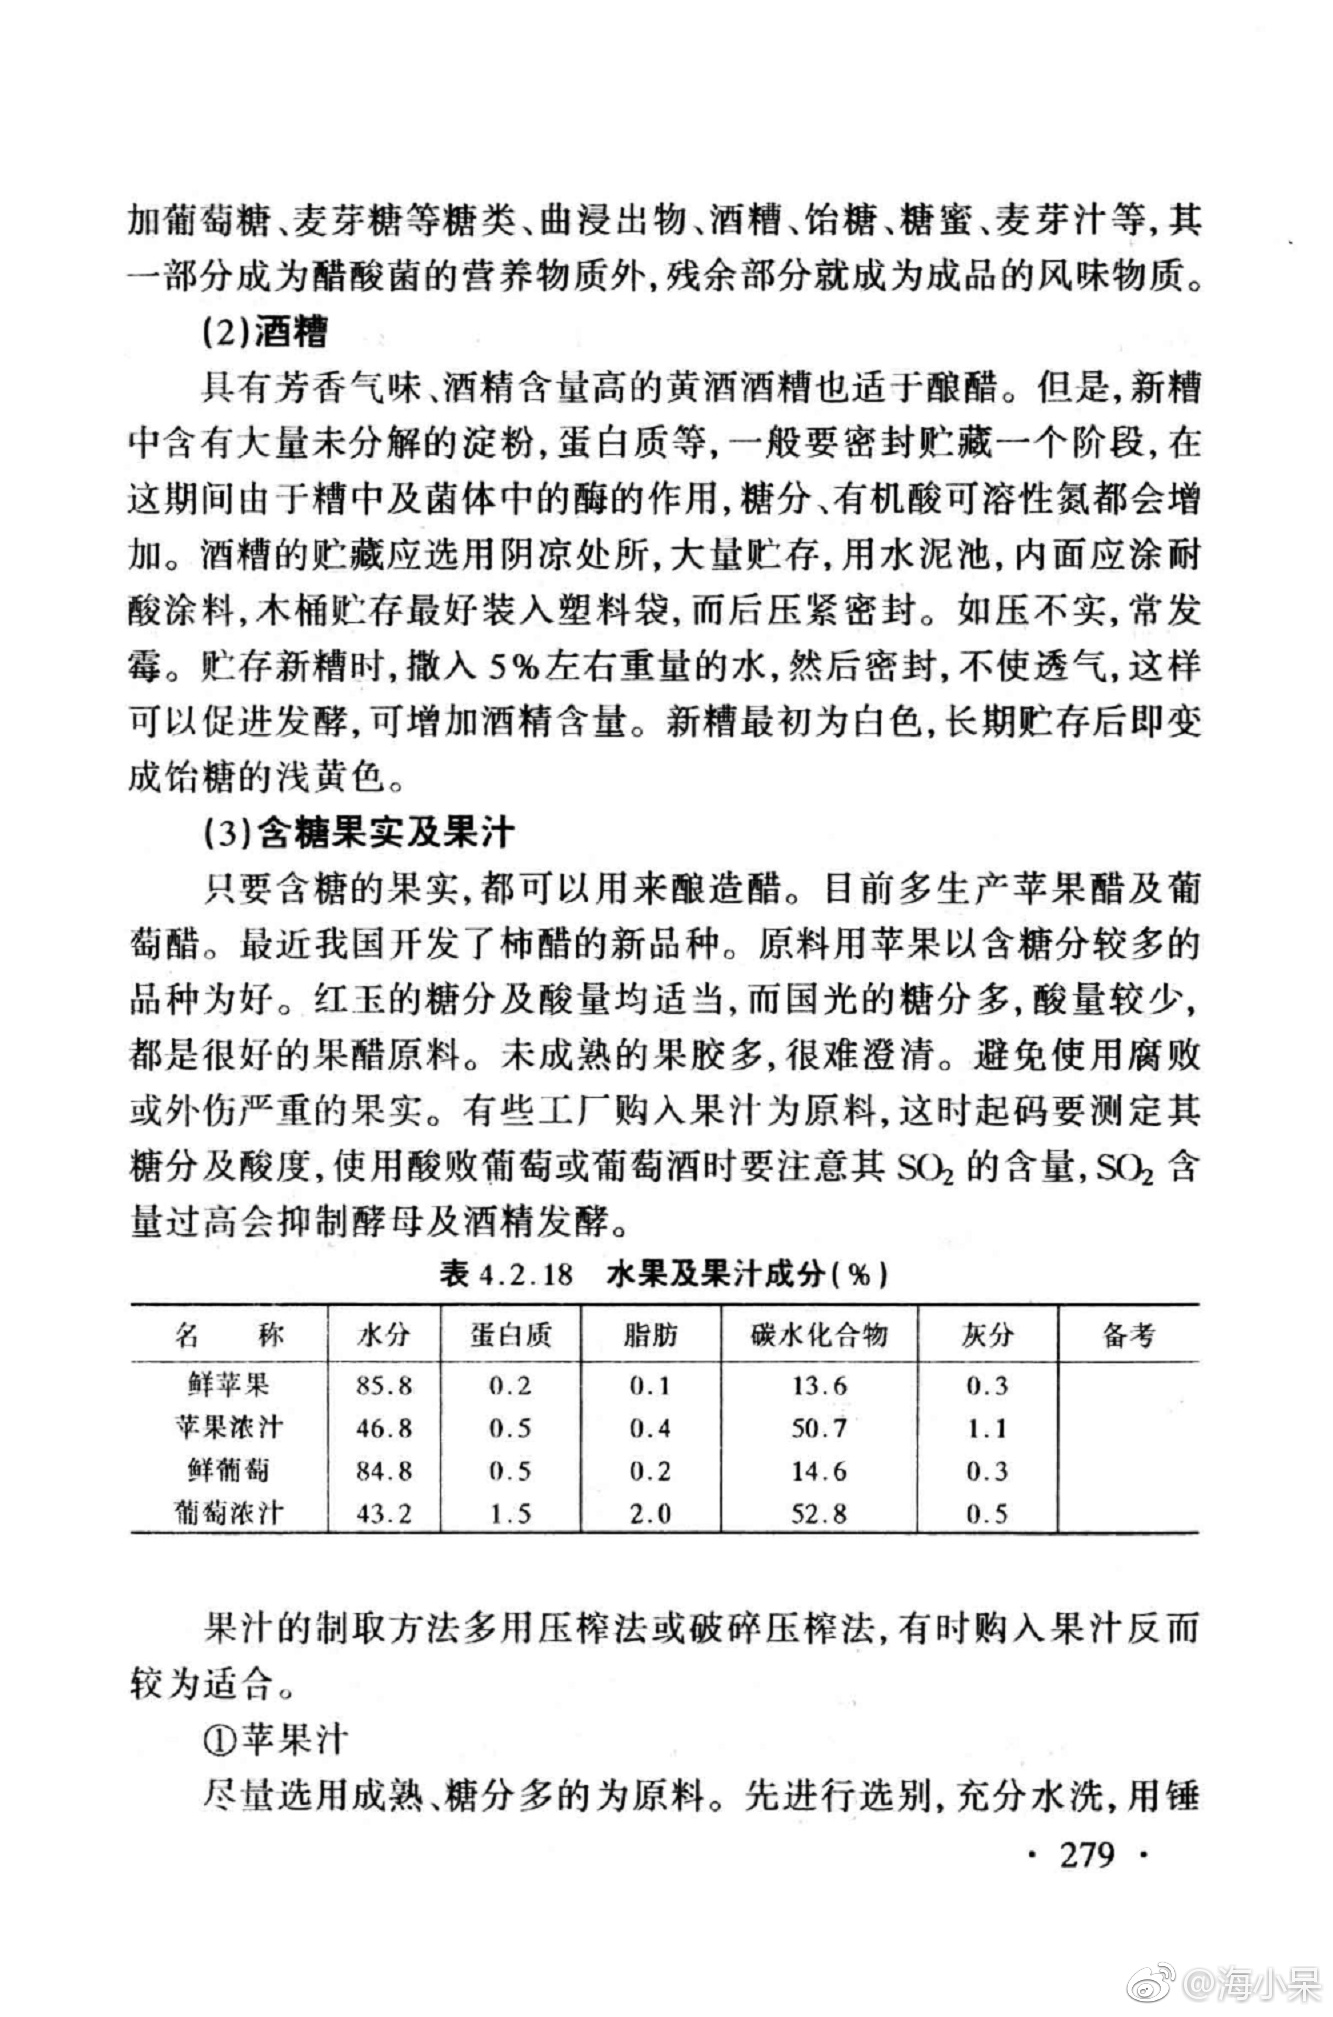 加葡萄糖、麦芽糖等糖类、曲浸出物、酒糟、饴糖、糖蜜、麦芽汁等,其
一部分成为醋酸菌的营养物质外,残余部分就成为成品的风味物质。
(2)酒糟
具有芳香气味、酒精含量高的黄酒酒糟也适于酿醋。但是,新糟
中含有大量未分解的淀粉,蛋白质等,一般要密封贮藏一个阶段,在
这期间由于糟中及菌体中的酶的作用,糖分、有机酸可溶性氮都会增
加。酒糟的贮藏应选用阴凉处所,大量贮存,用水泥池,内面应涂耐
酸涂料,木桶贮存最好装入塑料袋,而后压紧密封。如压不实,常发
霉。贮存新糟时,撒入5%左右重量的水,然后密封,不使透气,这样
可以促进发酵,可增加酒精含量。新糟最初为白色,长期贮存后即变
成饴糖的浅黄色。
(3)含糖果实及果汁
只要含糖的果实,都可以用来酿造醋。目前多生产苹果醋及葡
萄醋。最近我国开发了柿醋的新品种。原料用苹果以含糖分较多的
品种为好。红玉的糖分及酸量均适当,而国光的糖分多,酸量较少,
都是很好的果醋原料。未成熟的果胶多,很难澄清。避免使用腐败
或外伤严重的果实。有些工厂购入果汁为原料,这时起码要测定其
糖分及酸度,使用酸败葡萄或葡萄酒时要注意其 SO₂ 的含量,SO₂ 含
量过高会抑制酵母及酒精发酵。
表 4.2.18 水果及果汁成分(%)
名 称 水分 蛋白质 脂肪 碳水化合物 灰分 备考
鲜苹果 85.8 0.2 0.1 13.6 0.3
苹果浓汁 46.8 0.5 0.4 50.7 1.1
鲜葡萄 84.8 0.5 0.2 14.6 0.3
葡萄浓汁 43.2 1.5 2.0 52.8 0.5
果汁的制取方法多用压榨法或破碎压榨法,有时购入果汁反而
较为适合。
①苹果汁
尽量选用成熟、糖分多的为原料。先进行选别,充分水洗,用锤
· 279 ·
@海小呆